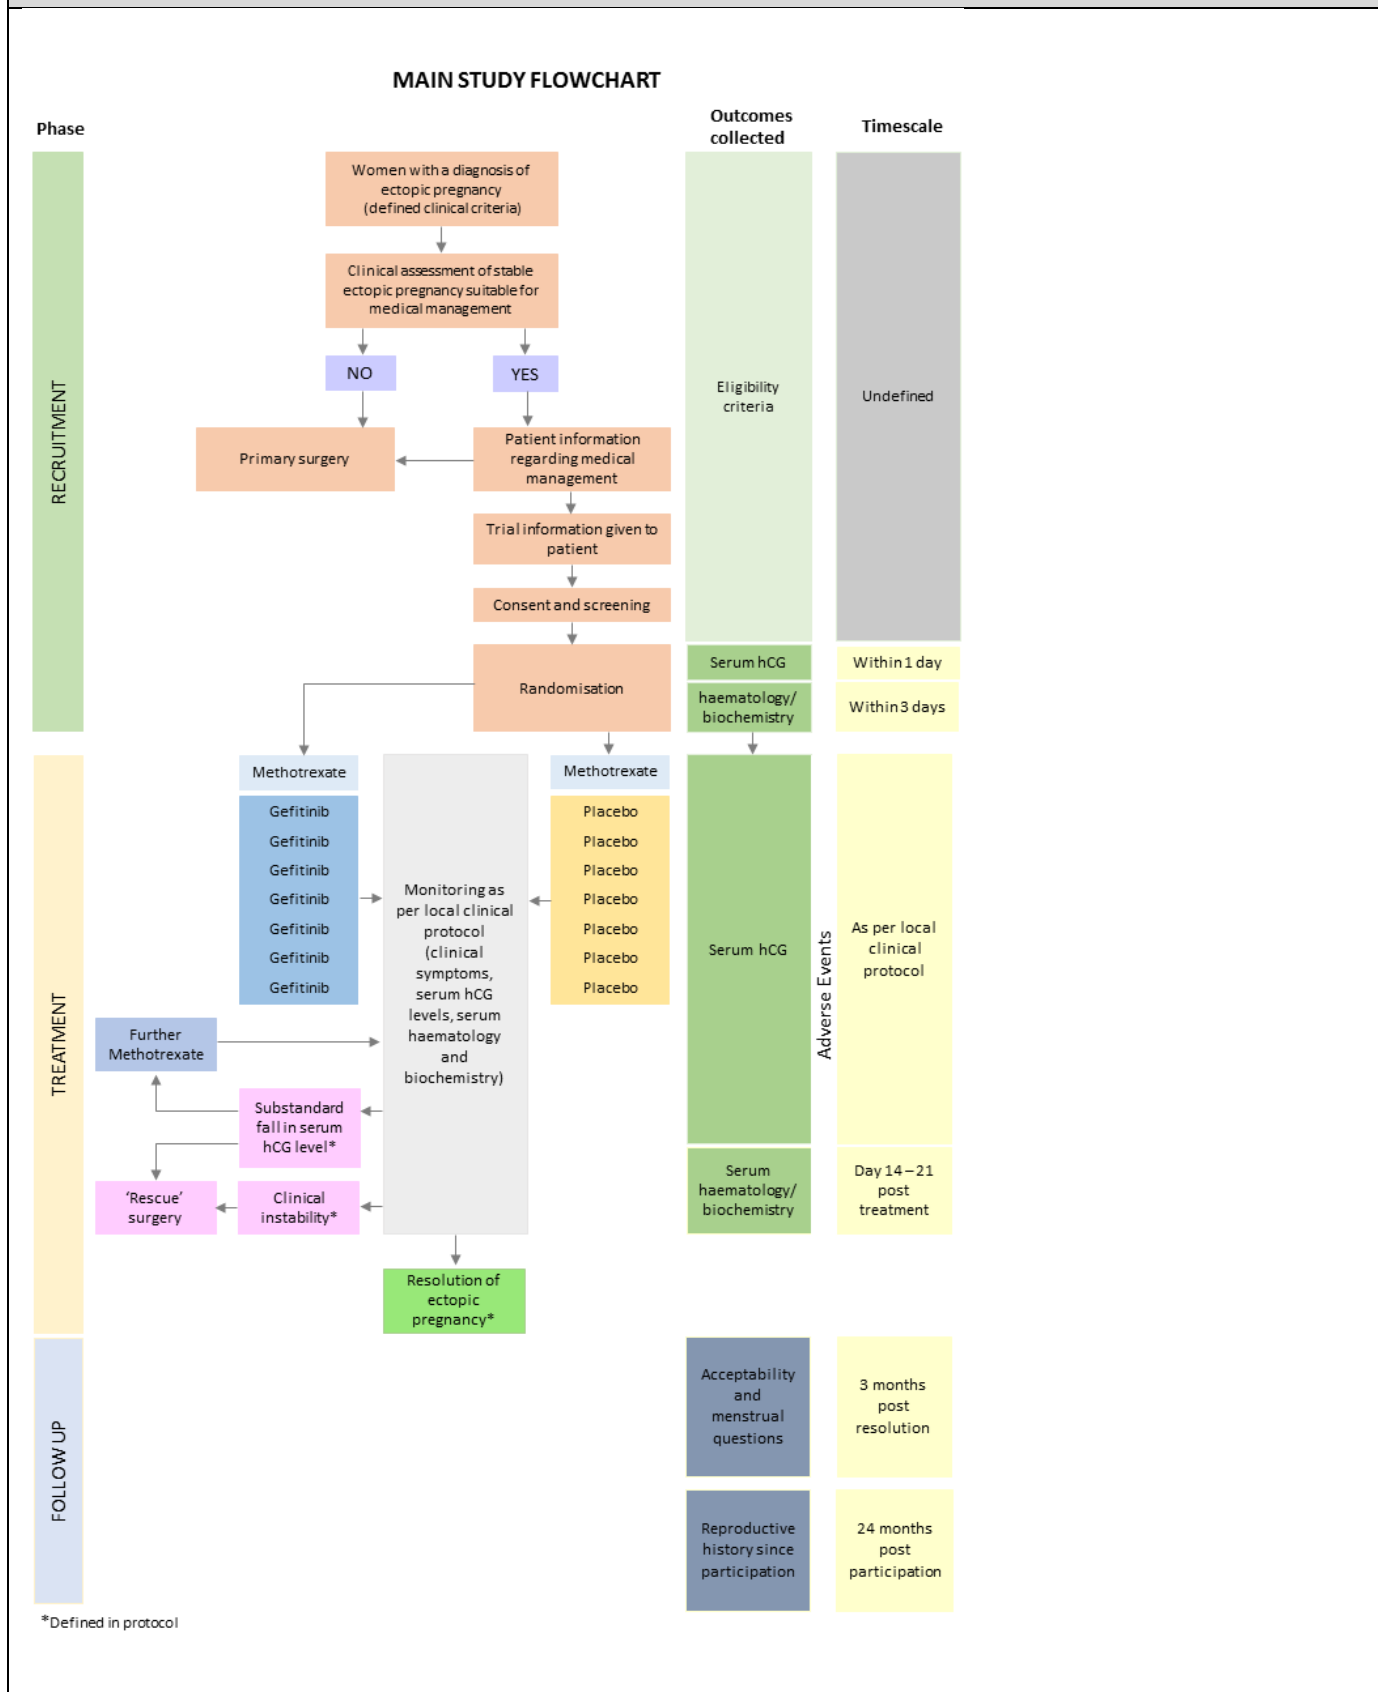 MAIN STUDY FLOWCHART
Phase
Outcomes
collected
Timescale
RECRUITMENT
Women with a diagnosis of
ectopic pregnancy
(defined clinical criteria)
Clinical assessment of stable
ectopic pregnancy suitable for
medical management
NO
YES
Primary surgery
Patient information
regarding medical
management
Trial information given to
patient
Consent and screening
Randomisation
Eligibility
criteria
Undefined
Serum hCG
Within 1 day
haematology/
biochemistry
Within 3 days
TREATMENT
Methotrexate
Gefitinib
Gefitinib
Gefitinib
Gefitinib
Gefitinib
Gefitinib
Gefitinib
Monitoring as
per local clinical
protocol
(clinical
symptoms,
serum hCG
levels, serum
haematology
and
biochemistry)
Methotrexate
Placebo
Placebo
Placebo
Placebo
Placebo
Placebo
Placebo
Further
Methotrexate
Substandard
fall in serum
hCG level*
'Rescue'
surgery
Clinical
instability*
Resolution of
ectopic
pregnancy*
Serum hCG
Adverse Events
As per local
clinical
protocol
Serum
haematology/
biochemistry
Day 14 – 21
post
treatment
FOLLOW UP
Acceptability
and
menstrual
questions
3 months
post
resolution
Reproductive
history since
participation
24 months
post
participation
*Defined in protocol